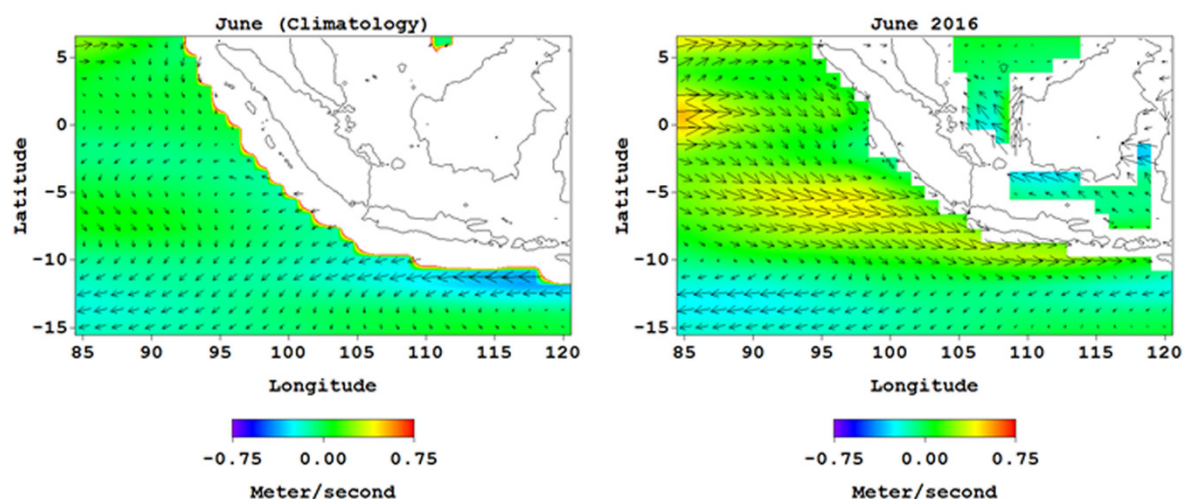 June (Climatology)
5
0
-5
-10
-15
Latitude
85 90 95 100 105 110 115 120
Longitude
-0.75 0.00 0.75
Meter/second
June 2016
5
0
-5
-10
-15
Latitude
85 90 95 100 105 110 115 120
Longitude
-0.75 0.00 0.75
Meter/second